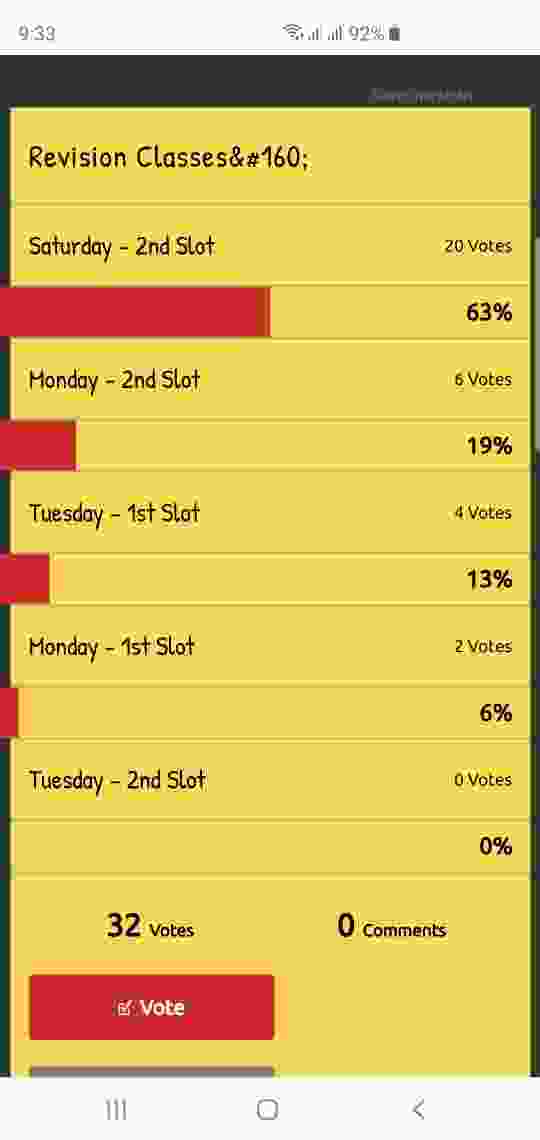 9:33
92%
Revision Classes&#160;
Saturday - 2nd Slot
20 Votes
63%
Monday - 2nd Slot
6 Votes
19%
Tuesday - 1st Slot
4 Votes
13%
Monday - 1st Slot
2 Votes
6%
Tuesday - 2nd Slot
0 Votes
0%
32 Votes
0 Comments
Vote